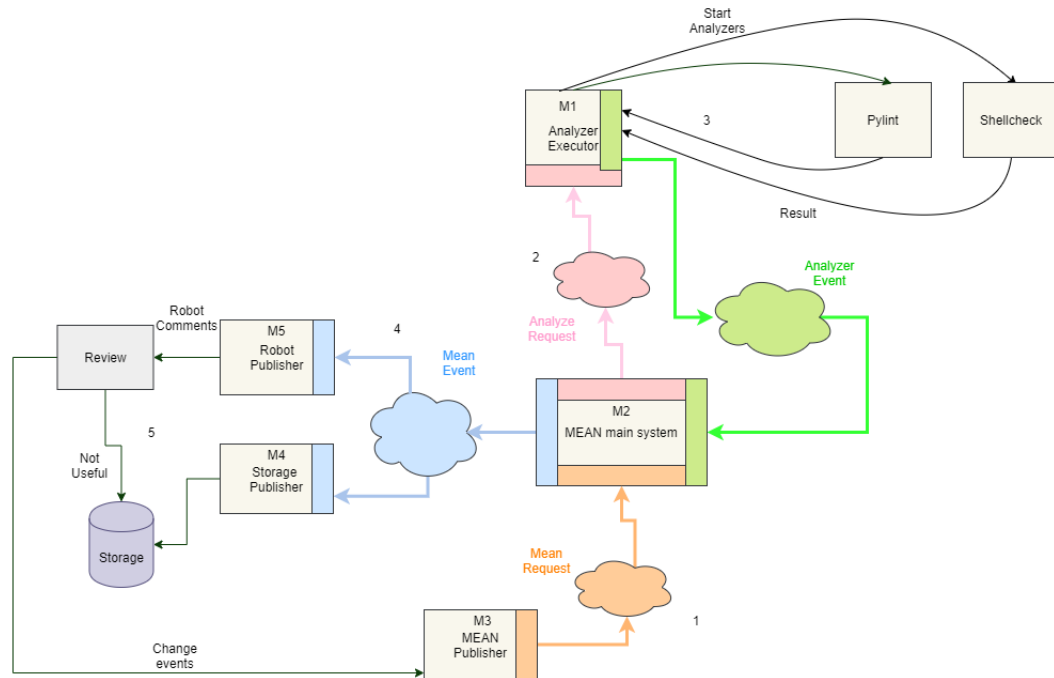 Start
Analyzers
M1
Analyzer
Executor
3
Pylint
Shellcheck
Result
2
Analyzer
Event
Analyze
Request
Robot
Comments
M5
Robot
Publisher
4
Mean
Event
Review
M2
MEAN main system
5
Not
Useful
M4
Storage
Publisher
Storage
Mean
Request
M3
MEAN
Publisher
1
Change
events